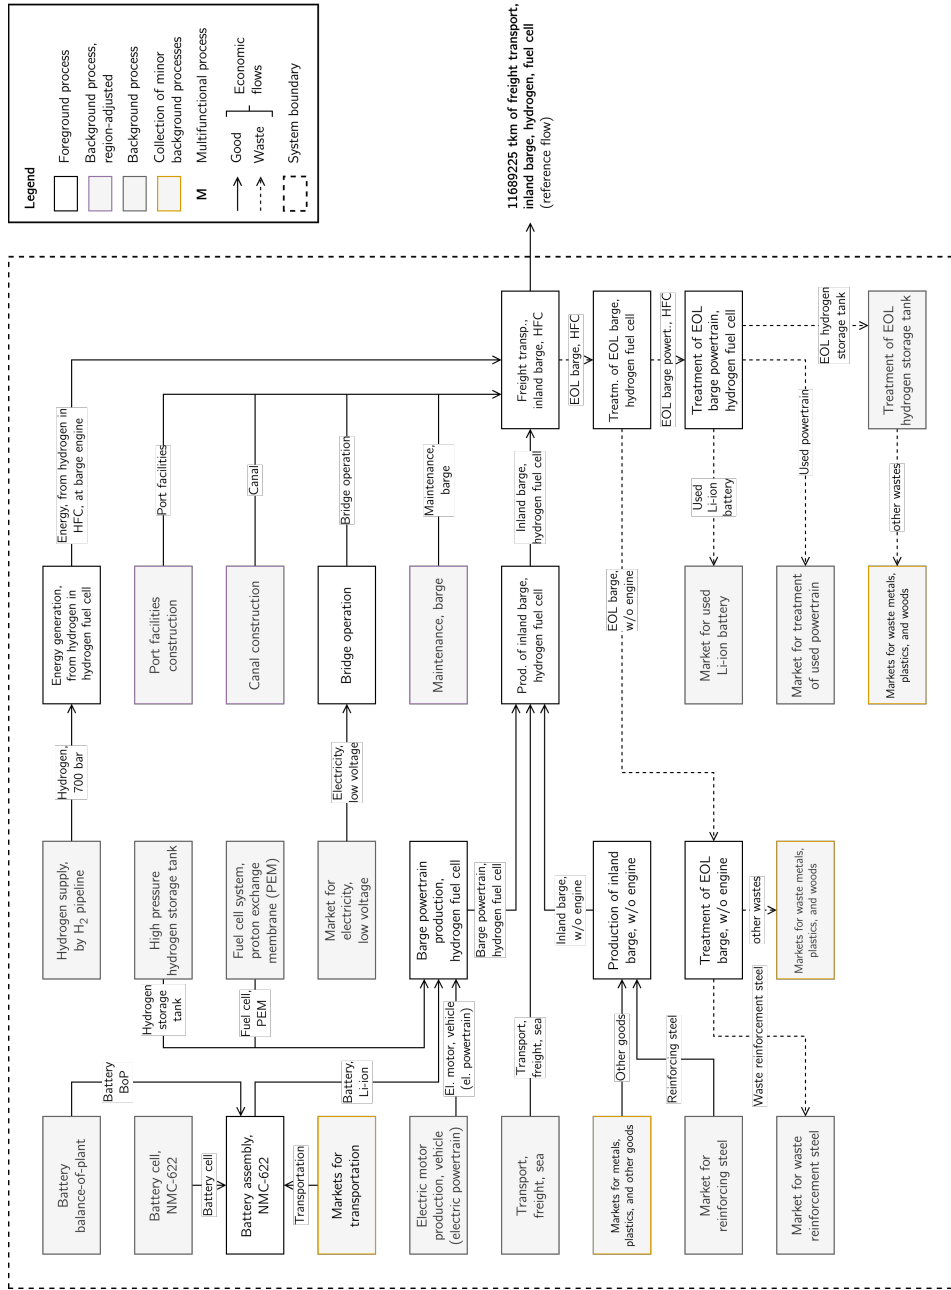 Legend
Foreground process
Background process,
region-adjusted
Background process
Collection of minor
background processes
M
Multifunctional process
Good
Waste
Economic
flows
System boundary
11689225 tkm of freight transport,
inland barge, hydrogen, fuel cell
(reference flow)
Battery
balance-of-plant
Battery
BoP
Hydrogen supply,
by H2 pipeline
Hydrogen,
700 bar
Energy generation,
from hydrogen in
hydrogen fuel cell
Energy, from hydrogen in
HFC, at barge engine
Battery cell,
NMC-622
Battery cell
High pressure
hydrogen storage tank
Hydrogen
storage
tank
Port facilities
construction
Port facilities
Battery assembly,
NMC-622
Fuel cell system,
proton exchange
membrane (PEM)
Fuel cell,
PEM
Canal construction
Canal
Markets for
transportation
Transportation
Battery,
Li-ion
Market for
electricity,
low voltage
Electricity,
low voltage
Bridge operation
Bridge operation
Electric motor
production, vehicle
(electric powertrain)
El. motor, vehicle
(el. powertrain)
Barge powertrain
production,
hydrogen fuel cell
Barge powertrain,
hydrogen fuel cell
Maintenance, barge
Maintenance,
barge
Transport,
freight, sea
Transport,
freight, sea
Prod. of inland barge,
hydrogen fuel cell
Inland barge,
hydrogen fuel cell
Freight transp.,
inland barge, HFC
EOL barge, HFC
Markets for metals,
plastics, and other goods
Other goods
Production of inland
barge, w/o engine
Inland barge,
w/o engine
EOL barge,
w/o engine
Treatm. of EOL barge,
hydrogen fuel cell
EOL barge powert., HFC
Market for
reinforcing steel
Reinforcing steel
Treatment of EOL
barge, w/o engine
other wastes
Market for used
Li-ion battery
Used
Li-ion
battery
Treatment of EOL
barge powertrain,
hydrogen fuel cell
Market for waste
reinforcement steel
Waste reinforcement steel
Markets for waste metals,
plastics, and woods
Market for treatment
of used powertrain
Used powertrain
EOL hydrogen
storage tank
Markets for waste metals,
plastics, and woods
other wastes
Treatment of EOL
hydrogen storage tank